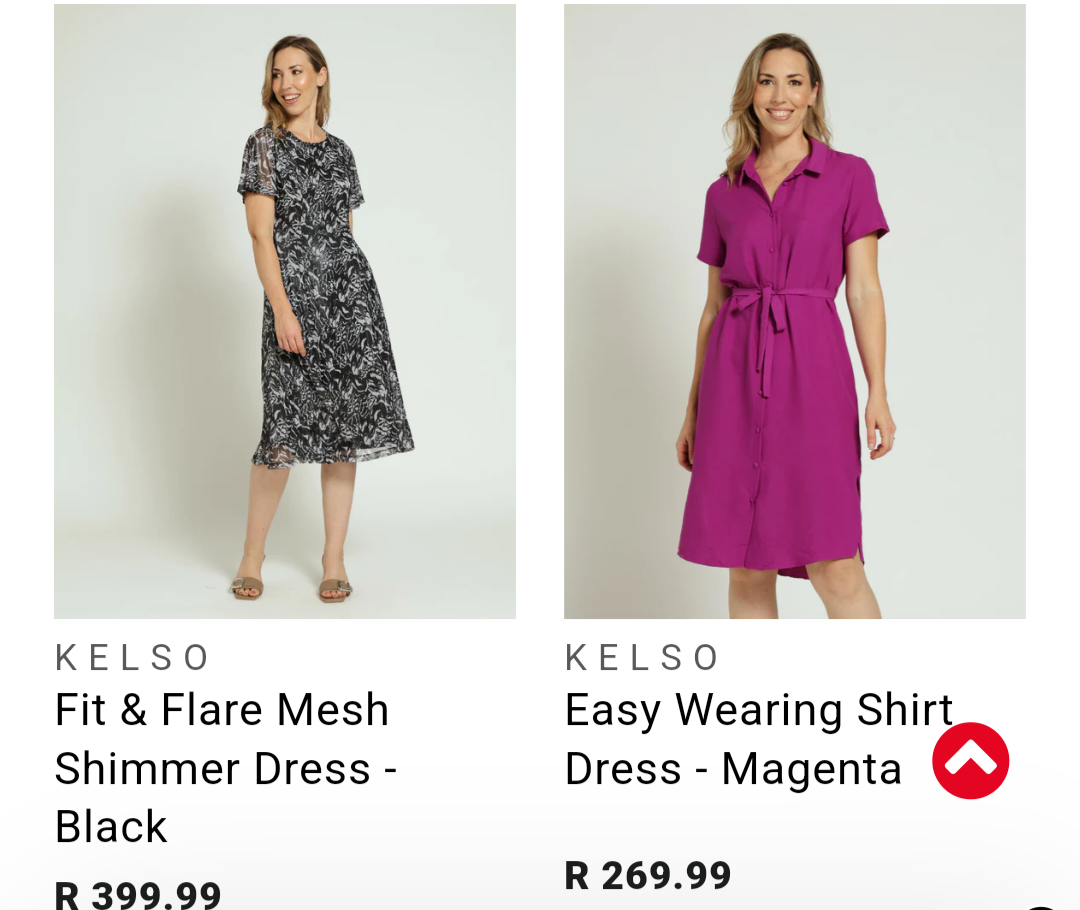 KELSO
Fit & Flare Mesh
Shimmer Dress -
Black
R 399.99
KELSO
Easy Wearing Shirt
Dress - Magenta
R 269.99